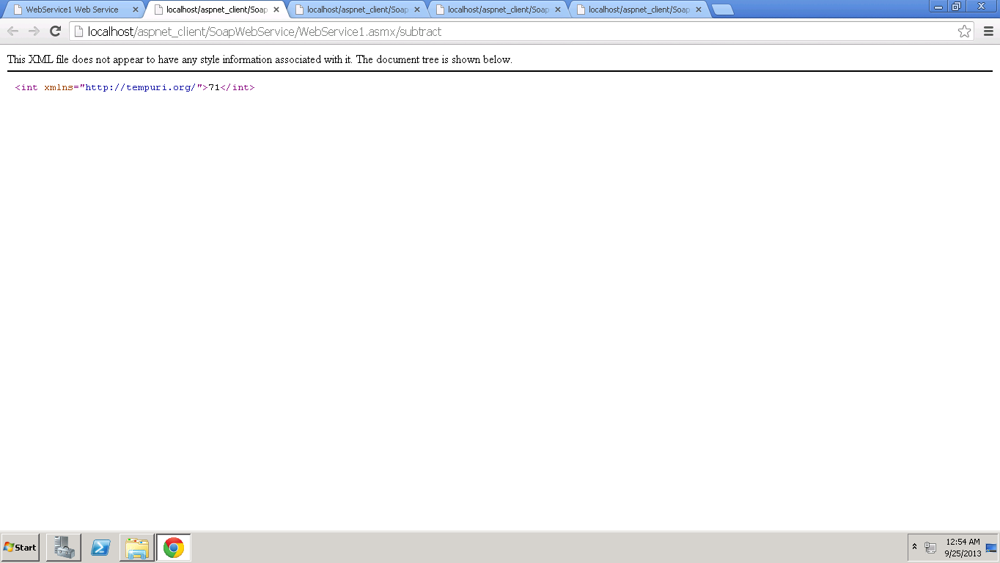 WebService1 Web Service
localhost/aspnet_client/Soap
localhost/aspnet_client/Soap
localhost/aspnet_client/Soap
localhost/aspnet_client/Soap
localhost/aspnet_client/SoapWebService/WebService1.asmx/subtract
This XML file does not appear to have any style information associated with it. The document tree is shown below.
<int xmlns="http://tempuri.org/">71</int>
Start
12:54 AM
9/25/2013